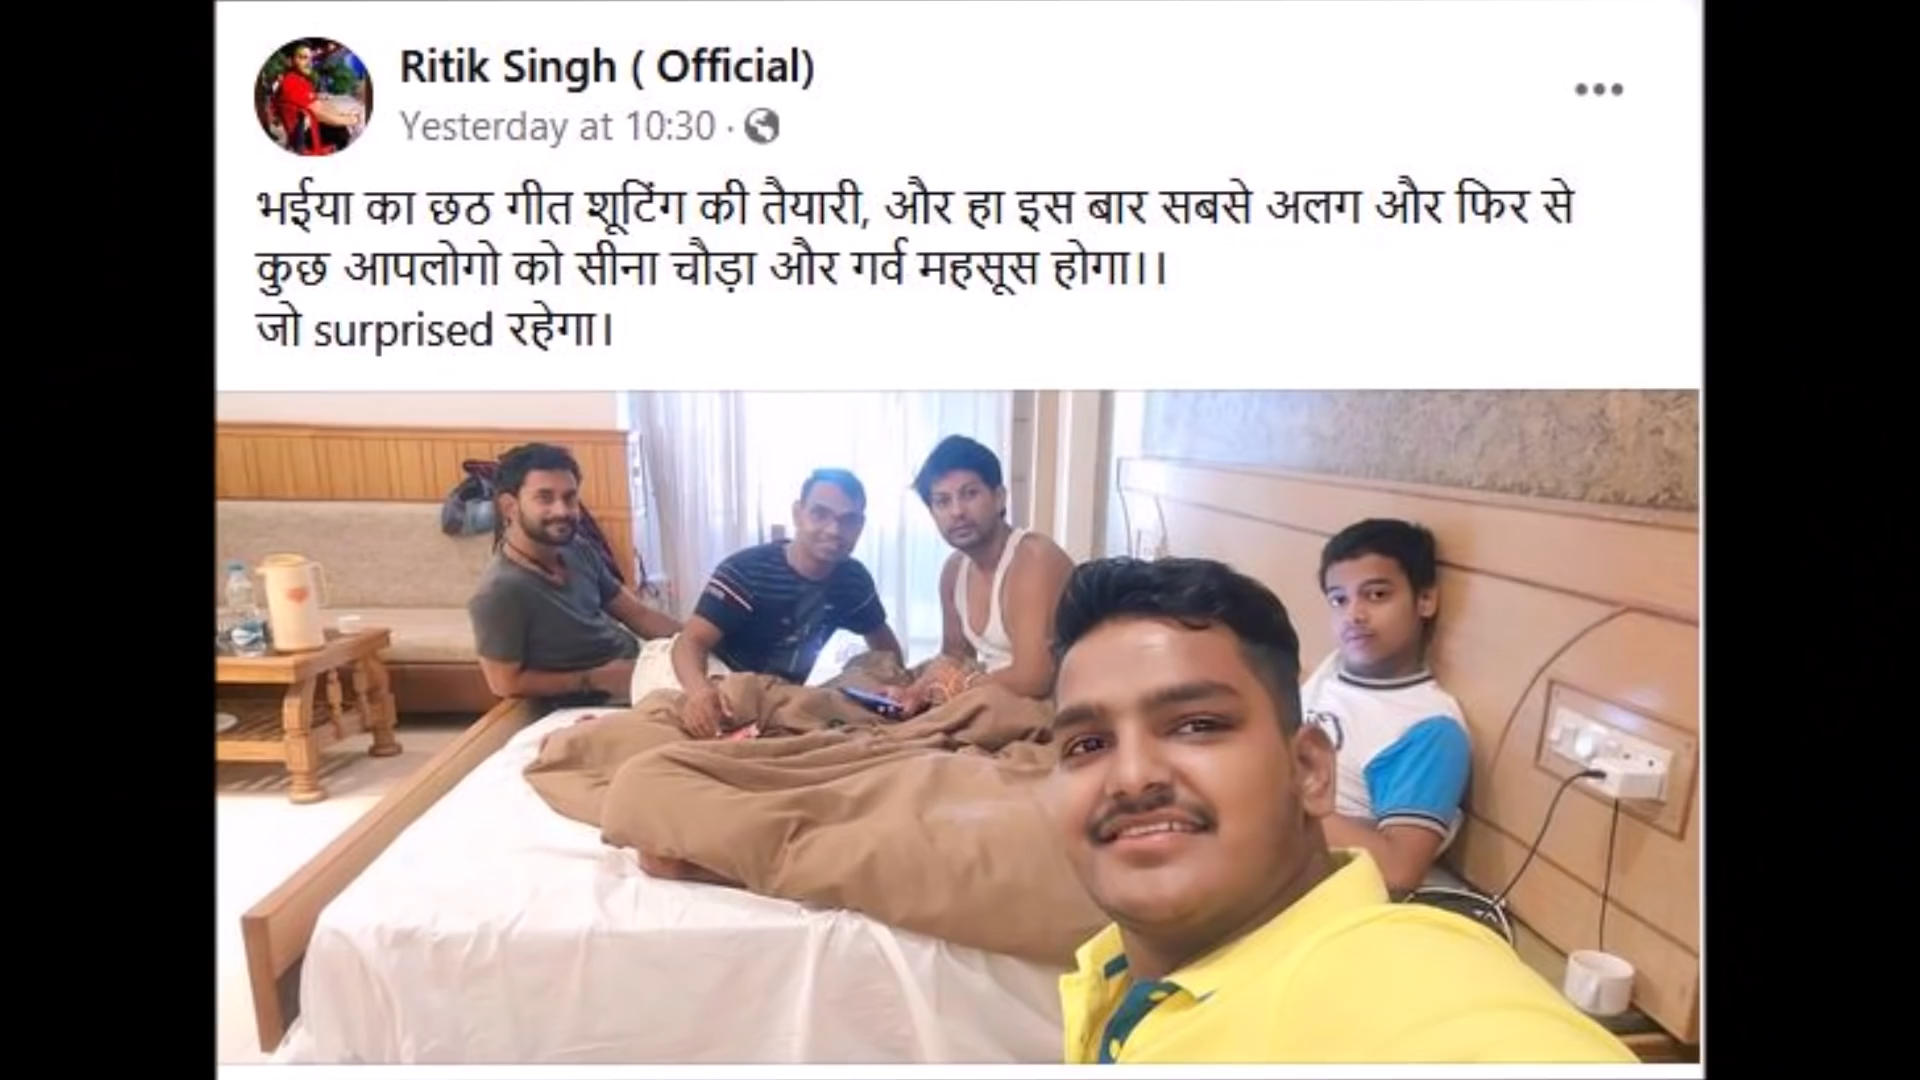 Ritik Singh ( Official)
Yesterday at 10:30 ·
भईया का छठ गीत शूटिंग की तैयारी, और हा इस बार सबसे अलग और फिर से
कुछ आपलोगो को सीना चौड़ा और गर्व महसूस होगा।।
जो surprised रहेगा।